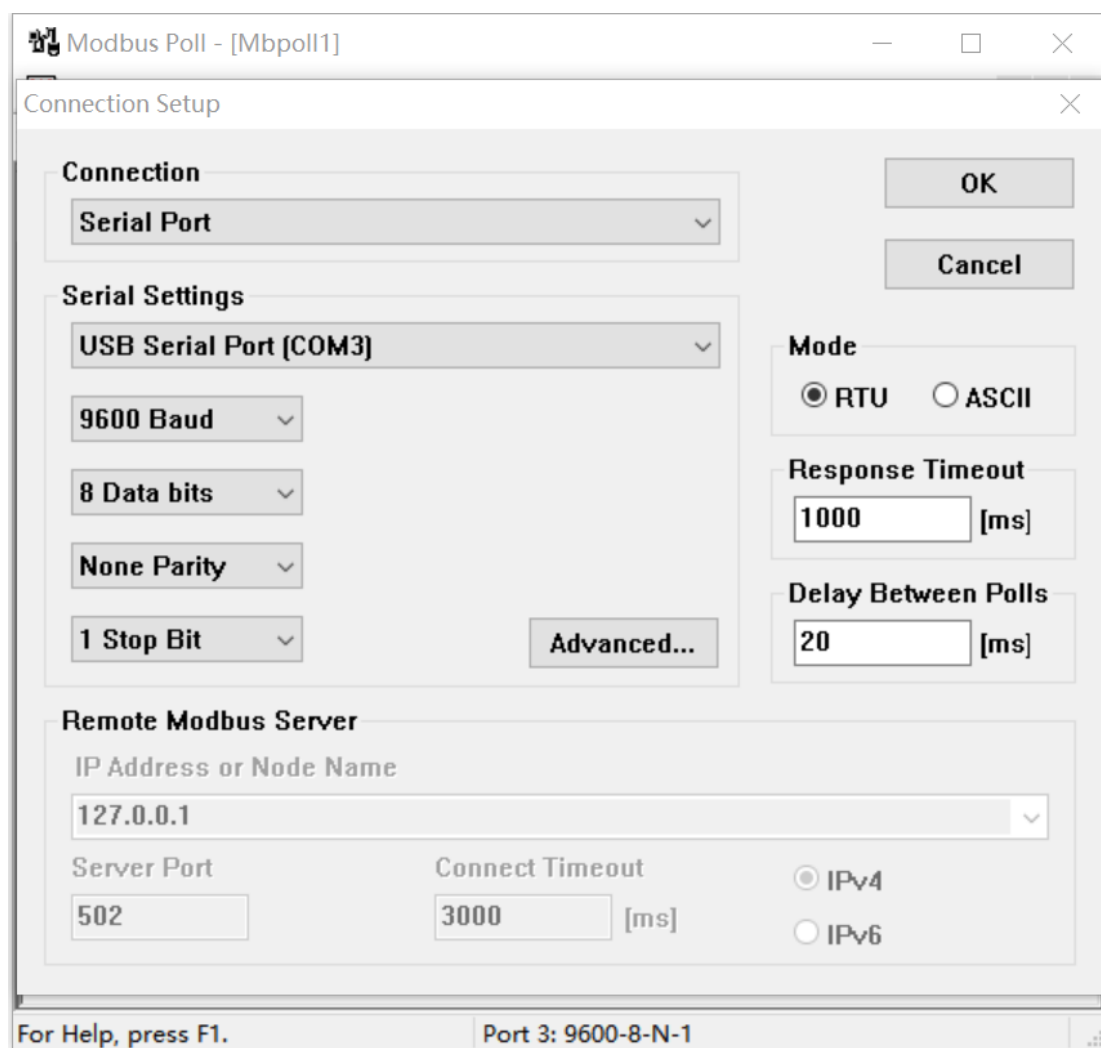 Modbus Poll - [Mbpoll1]
Connection Setup
Connection
Serial Port
OK
Cancel
Serial Settings
USB Serial Port (COM3)
9600 Baud
8 Data bits
None Parity
1 Stop Bit
Advanced...
Mode
RTU ASCII
Response Timeout
1000 [ms]
Delay Between Polls
20 [ms]
Remote Modbus Server
IP Address or Node Name
127.0.0.1
Server Port Connect Timeout
502 3000 [ms]
IPv4
IPv6
For Help, press F1. Port 3: 9600-8-N-1